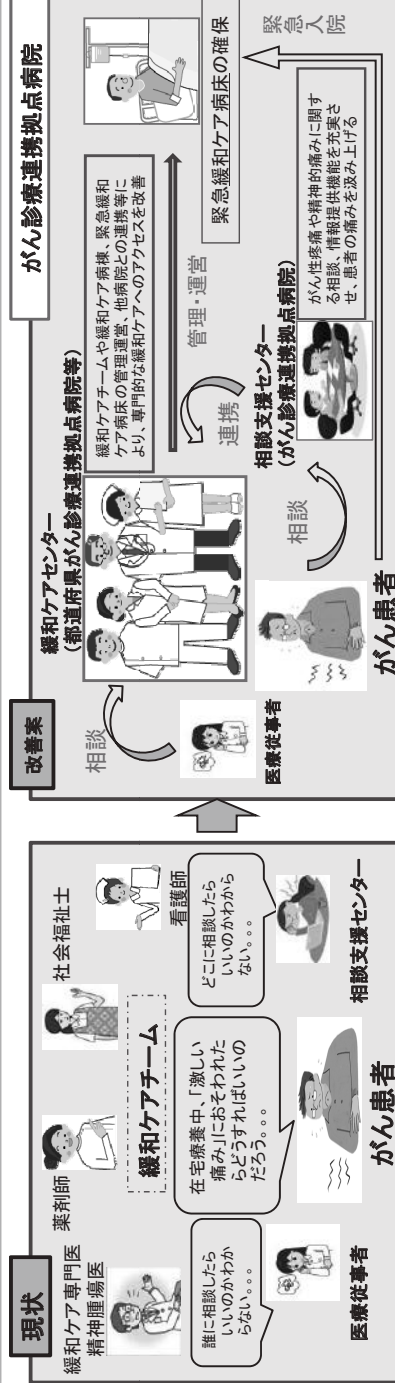 現状
緩和ケア専門医
精神腫瘍医
薬剤師
社会福祉士
看護師
緩和ケアチーム
誰に相談したら
いいのかわか
らない。。。
在宅療養中、「激しい
痛み」におそわれた
らどうすればいいの
だろう。。。
どこに相談したら
いいのかわから
ない。。。
医療従事者
がん患者
相談支援センター
改善案
がん診療連携拠点病院
緩和ケアセンター
(都道府県がん診療連携拠点病院等)
緩和ケアチームや緩和ケア病棟、緊急緩和
ケア病床の管理運営、他病院との連携等に
より、専門的な緩和ケアへのアクセスを改善
相談
医療従事者
管理・運営
緊急緩和ケア病床の確保
連携
相談支援センター
(がん診療連携拠点病院)
がん性疼痛や精神的痛みに関す
る相談、情報提供機能を充実さ
せ、患者の痛みを汲み上げる
相談
がん患者
緊急
入院